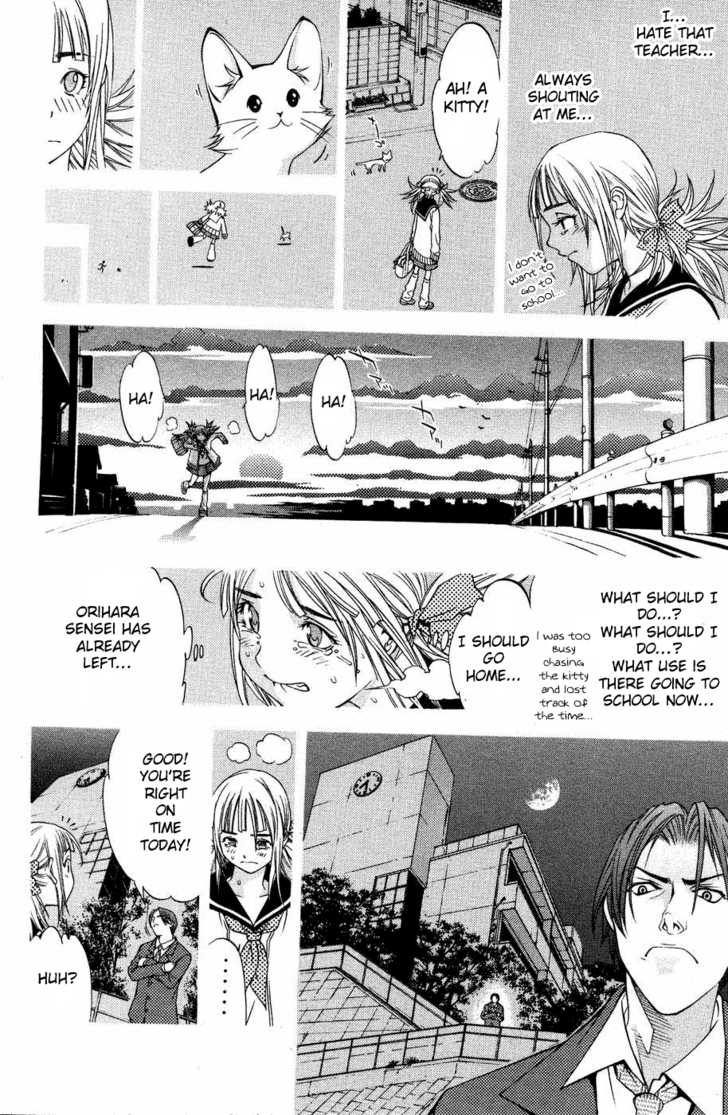 I...
HATE THAT
TEACHER...
ALWAYS
SHOUTING
AT ME...
I don't
want to
go to
school...
AH! A
KITTY!
HA!
HA!
HA!
WHAT SHOULD I
DO...?
WHAT SHOULD I
DO...?
WHAT USE IS
THERE GOING TO
SCHOOL NOW...
I was too
busy
chasing
the kitty
and lost
track of
the time...
I SHOULD
GO
HOME...
ORIHARA
SENSEI HAS
ALREADY
LEFT...
......
GOOD!
YOU'RE
RIGHT
ON
TIME
TODAY!
HUH?